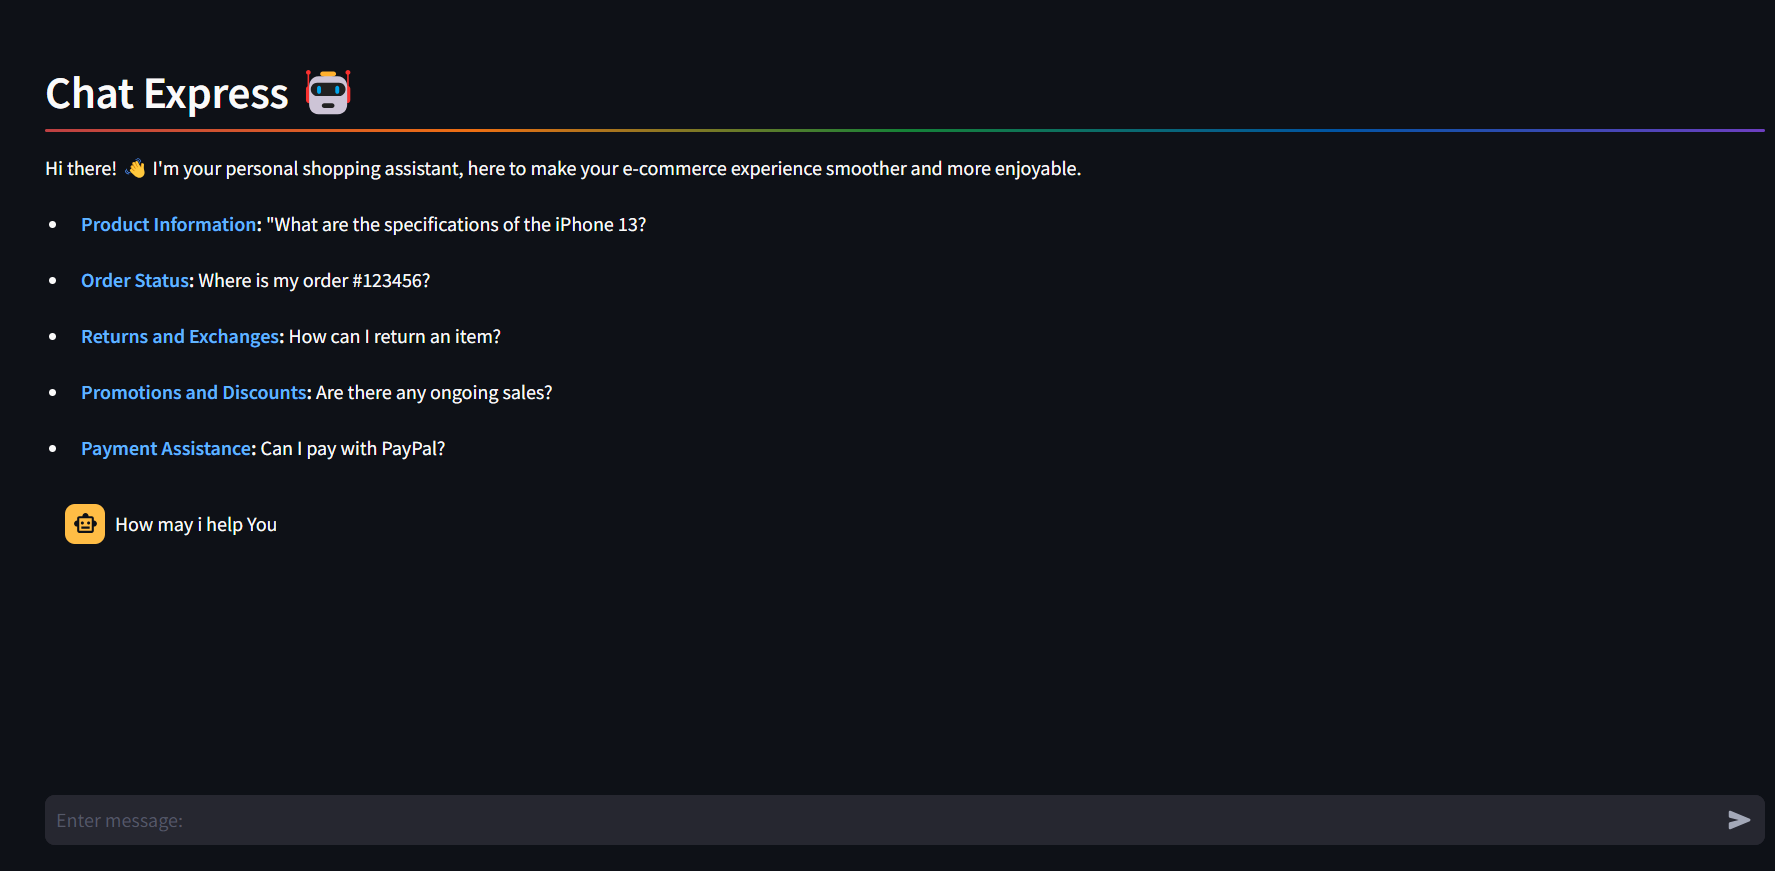 Chat Express
Hi there! 👋 I'm your personal shopping assistant, here to make your e-commerce experience smoother and more enjoyable.
Product Information: "What are the specifications of the iPhone 13?
Order Status: Where is my order #123456?
Returns and Exchanges: How can I return an item?
Promotions and Discounts: Are there any ongoing sales?
Payment Assistance: Can I pay with PayPal?
How may i help You
Enter message: